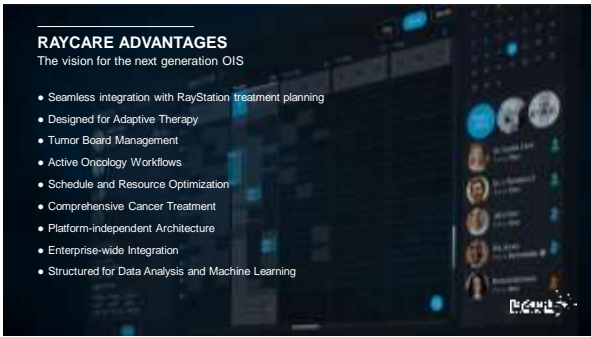 RAYCARE ADVANTAGES
The vision for the next generation OIS
● Seamless integration with RayStation treatment planning
● Designed for Adaptive Therapy
● Tumor Board Management
● Active Oncology Workflows
● Schedule and Resource Optimization
● Comprehensive Cancer Treatment
● Platform-independent Architecture
● Enterprise-wide Integration
● Structured for Data Analysis and Machine Learning